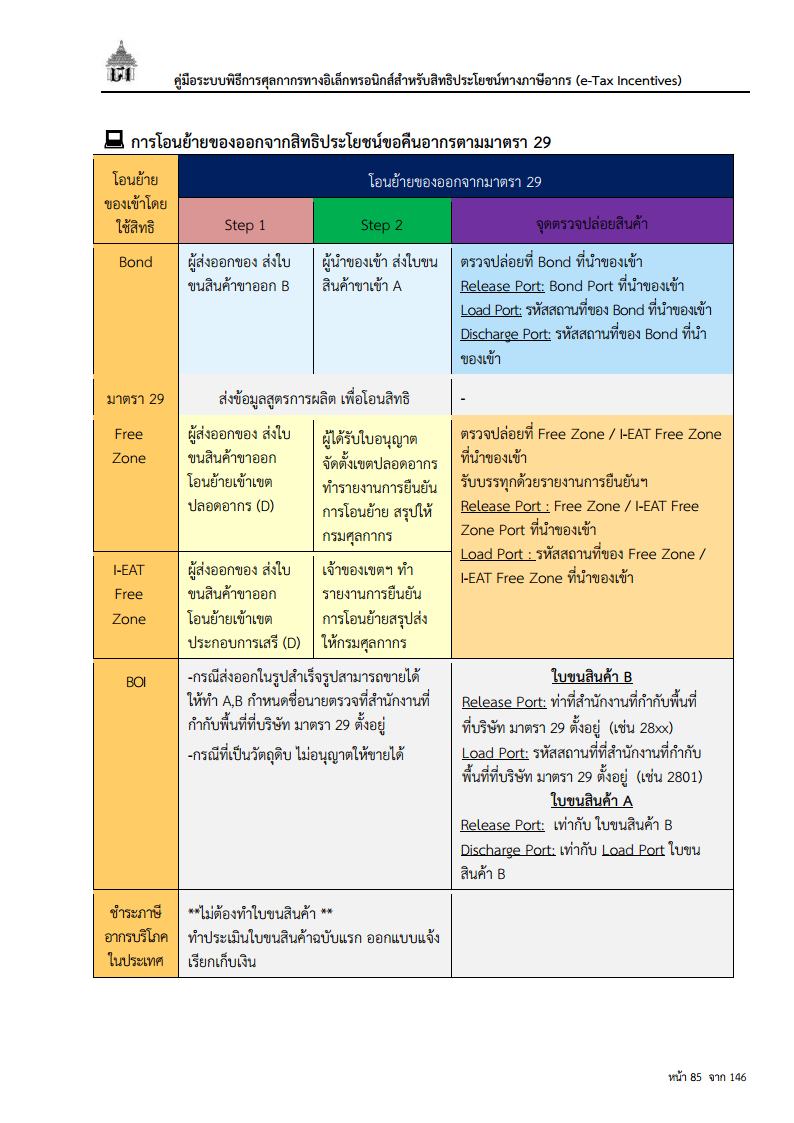 คู่มือระบบพิธีการศุลกากรทางอิเล็กทรอนิกส์สำหรับสิทธิประโยชน์ทางภาษีอากร (e-Tax Incentives)
การโอนย้ายของออกจากสิทธิประโยชน์ขอคืนอากรตามมาตรา 29
โอนย้าย
ของเข้าโดย
ใช้สิทธิ
โอนย้ายของออกจากมาตรา 29
Step 1
Step 2
จุดตรวจปล่อยสินค้า
Bond
ผู้ส่งออกของ ส่งใบ
ขนสินค้าขาออก B
ผู้นำของเข้า ส่งใบขน
สินค้าขาเข้า A
ตรวจปล่อยที่ Bond ที่นำของเข้า
Release Port: Bond Port ที่นำของเข้า
Load Port: รหัสสถานที่ของ Bond ที่นำของเข้า
Discharge Port: รหัสสถานที่ของ Bond ที่นำ
ของเข้า
มาตรา 29
ส่งข้อมูลสูตรการผลิต เพื่อโอนสิทธิ
-
Free
Zone
ผู้ส่งออกของ ส่งใบ
ขนสินค้าขาออก
โอนย้ายเข้าเขต
ปลอดอากร (D)
ผู้ได้รับใบอนุญาต
จัดตั้งเขตปลอดอากร
ทำรายงานการยืนยัน
การโอนย้าย สรุปให้
กรมศุลกากร
ตรวจปล่อยที่ Free Zone / I-EAT Free Zone
ที่นำของเข้า
รับบรรทุกด้วยรายงานการยืนยันฯ
Release Port : Free Zone / I-EAT Free
Zone Port ที่นำของเข้า
Load Port : รหัสสถานที่ของ Free Zone /
I-EAT Free Zone ที่นำของเข้า
I-EAT
Free
Zone
ผู้ส่งออกของ ส่งใบ
ขนสินค้าขาออก
โอนย้ายเข้าเขต
ประกอบการเสรี (D)
เจ้าของเขตฯ ทำ
รายงานการยืนยัน
การโอนย้ายสรุปส่ง
ให้กรมศุลกากร
BOI
-กรณีส่งออกในรูปสำเร็จรูปสามารถขายได้
ให้ทำ A,B กำหนดชื่อนายตรวจที่สำนักงานที่
กำกับพื้นที่ที่บริษัท มาตรา 29 ตั้งอยู่
-กรณีที่เป็นวัตถุดิบ ไม่อนุญาตให้ขายได้
ใบขนสินค้า B
Release Port: ท่าที่สำนักงานที่กำกับพื้นที่
ที่บริษัท มาตรา 29 ตั้งอยู่ (เช่น 28xx)
Load Port: รหัสสถานที่ที่สำนักงานที่กำกับ
พื้นที่ที่บริษัท มาตรา 29 ตั้งอยู่ (เช่น 2801)
ใบขนสินค้า A
Release Port: เท่ากับ ใบขนสินค้า B
Discharge Port: เท่ากับ Load Port ใบขน
สินค้า B
ชำระภาษี
อากรบริโภค
ในประเทศ
**ไม่ต้องทำใบขนสินค้า **
ทำประเมินใบขนสินค้าฉบับแรก ออกแบบแจ้ง
เรียกเก็บเงิน
หน้า 85 จาก 146